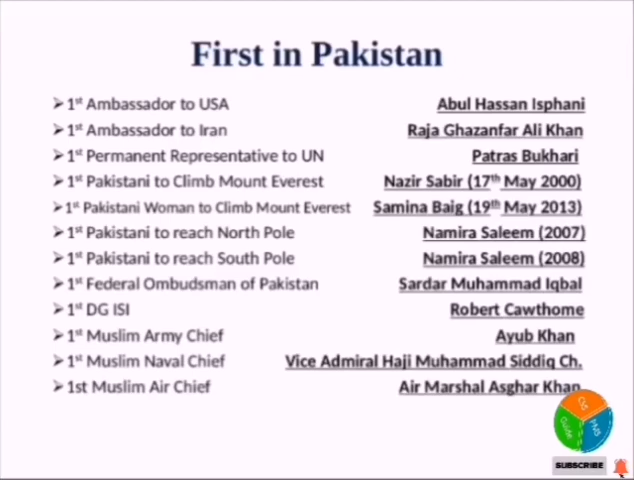 First in Pakistan
➢1st Ambassador to USA Abul Hassan Isphani
➢1st Ambassador to Iran Raja Ghazanfar Ali Khan
➢1st Permanent Representative to UN Patras Bukhari
➢1st Pakistani to Climb Mount Everest Nazir Sabir (17th May 2000)
➢1st Pakistani Woman to Climb Mount Everest Samina Baig (19th May 2013)
➢1st Pakistani to reach North Pole Namira Saleem (2007)
➢1st Pakistani to reach South Pole Namira Saleem (2008)
➢1st Federal Ombudsman of Pakistan Sardar Muhammad Iqbal
➢1st DG ISI Robert Cawthome
➢1st Muslim Army Chief Ayub Khan
➢1st Muslim Naval Chief Vice Admiral Haji Muhammad Siddiq Ch.
➢1st Muslim Air Chief Air Marshal Asghar Khan
Guide
PMS
SUBSCRIBE